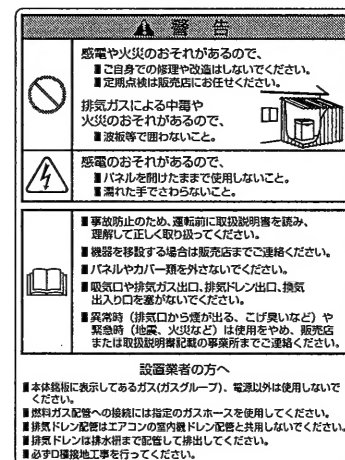 警告
感電や火災のおそれがあるので、
■ご自身での修理や改造はしないでください。
■定期点検は販売店にお任せください。
排気ガスによる中毒や
火災のおそれがあるので、
■波板等で囲わないこと。
感電のおそれがあるので、
■パネルを開けたままで使用しないこと。
■濡れた手でさわらないこと。
■事故防止のため、運転前に取扱説明書を読み、
理解して正しく取り扱ってください。
■機器を移設する場合は販売店までご連絡ください。
■パネルやカバー類を外さないでください。
■吸気口や排気ガス出口、排気ドレン出口、換気
出入り口を塞がないでください。
■異常時（排気口から煙が出る、こげ臭いなど）や
緊急時（地震、火災など）は使用をやめ、販売店
または取扱説明書記載の事業所までご連絡ください。
設置業者の方へ
■本体銘板に表示してあるガス(ガスグループ)、電源以外は使用しないで
ください。
■燃料ガス配管への接続には指定のガスホースを使用してください。
■排気ドレン配管はエアコンの室内機ドレン配管と共用しないでください。
■排気ドレンは排水枡まで配管して排出してください。
■必ずD種接地工事を行ってください。